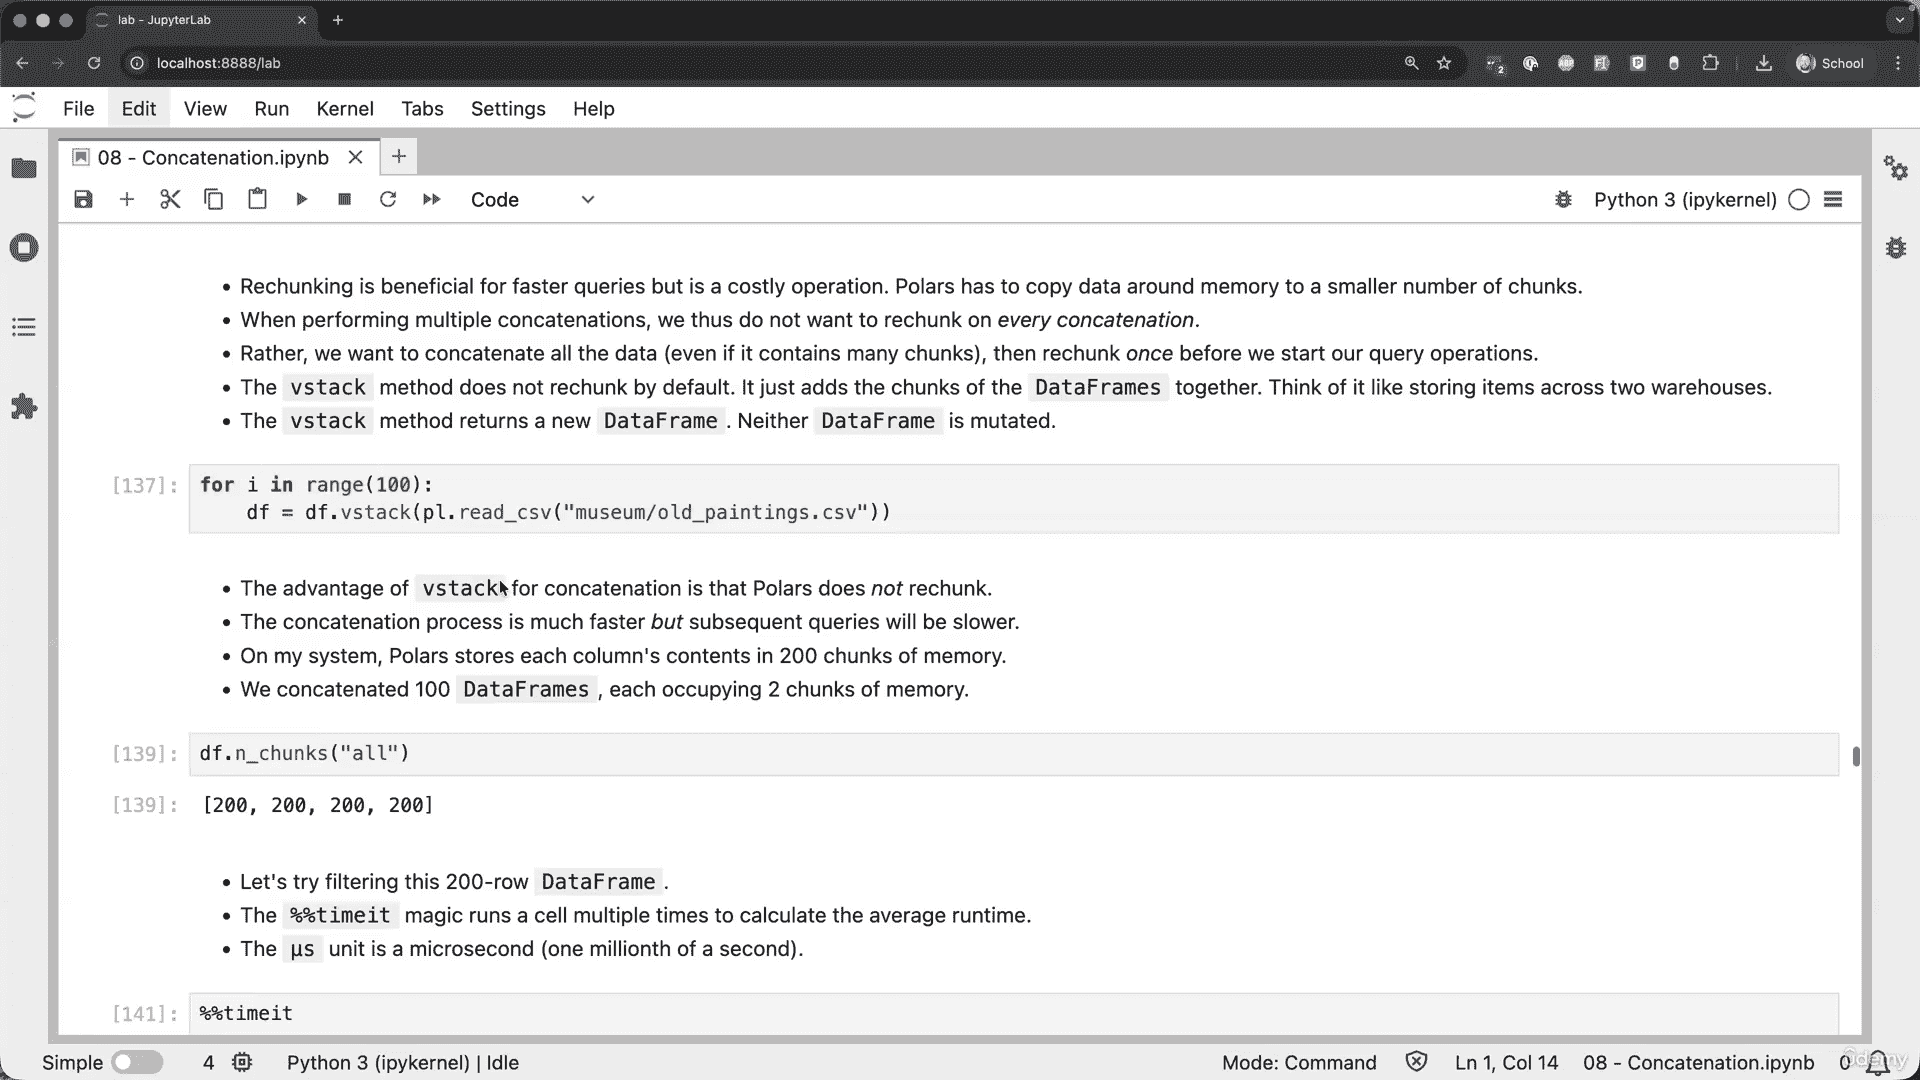 lab - JupyterLab
localhost:8888/lab
2
School
File Edit View Run Kernel Tabs Settings Help
08 - Concatenation.ipynb
Code
Python 3 (ipykernel)
• Rechunking is beneficial for faster queries but is a costly operation. Polars has to copy data around memory to a smaller number of chunks.
• When performing multiple concatenations, we thus do not want to rechunk on every concatenation.
• Rather, we want to concatenate all the data (even if it contains many chunks), then rechunk once before we start our query operations.
• The vstack method does not rechunk by default. It just adds the chunks of the DataFrames together. Think of it like storing items across two warehouses.
• The vstack method returns a new DataFrame. Neither DataFrame is mutated.
[137]: for i in range(100):
df = df.vstack(pl.read_csv("museum/old_paintings.csv"))
• The advantage of vstack for concatenation is that Polars does not rechunk.
• The concatenation process is much faster but subsequent queries will be slower.
• On my system, Polars stores each column's contents in 200 chunks of memory.
• We concatenated 100 DataFrames, each occupying 2 chunks of memory.
[139]: df.n_chunks("all")
[139]: [200, 200, 200, 200]
• Let's try filtering this 200-row DataFrame.
• The %%timeit magic runs a cell multiple times to calculate the average runtime.
• The µs unit is a microsecond (one millionth of a second).
[141]: %%timeit
Simple 4 Python 3 (ipykernel) | Idle Mode: Command Ln 1, Col 14 08 - Concatenation.ipynb 0
Udemy